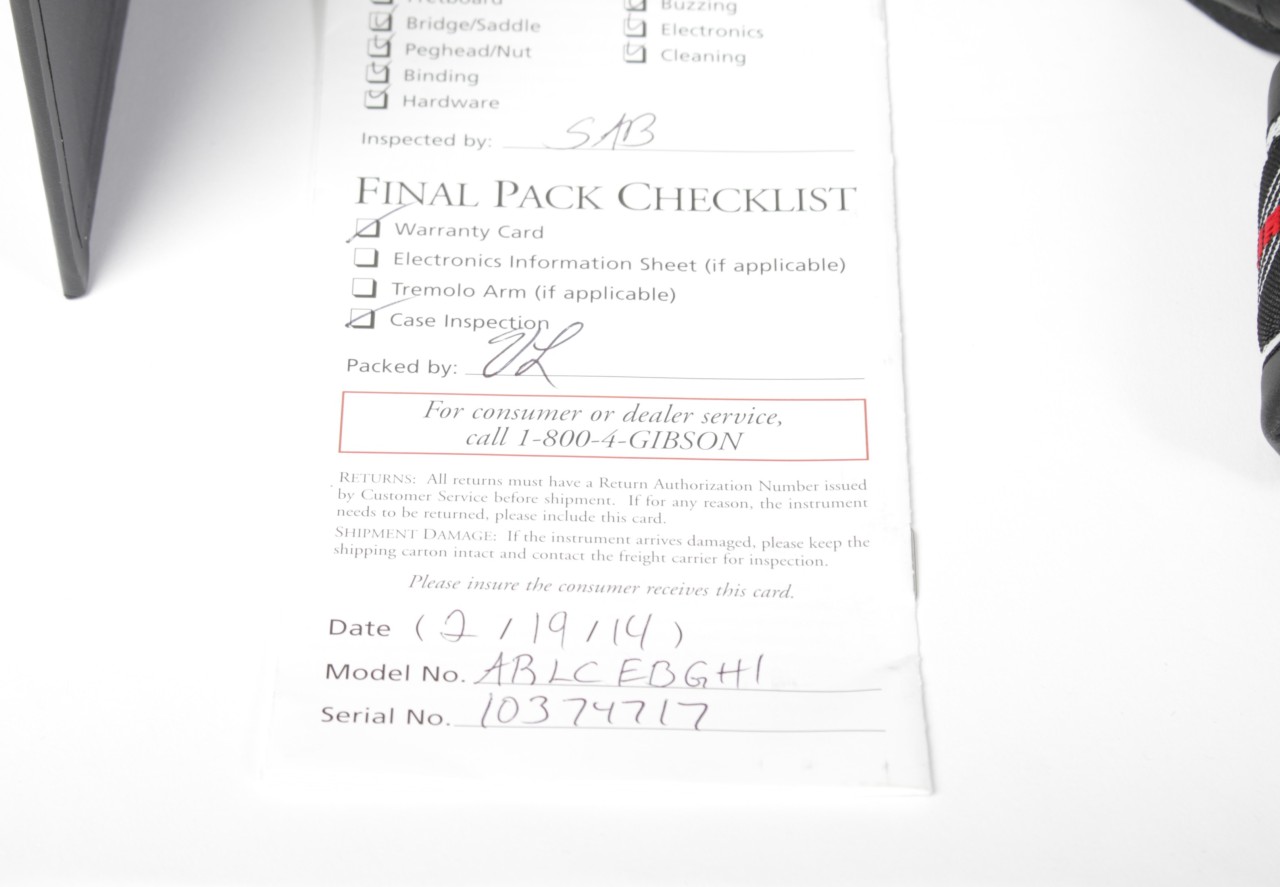 Fretboard Buzzing
Bridge/Saddle Electronics
Peghead/Nut Cleaning
Binding
Hardware
Inspected by: SAB
FINAL PACK CHECKLIST
Warranty Card
Electronics Information Sheet (if applicable)
Tremolo Arm (if applicable)
Case Inspection
Packed by: VL
For consumer or dealer service,
call 1-800-4-GIBSON
RETURNS: All returns must have a Return Authorization Number issued
by Customer Service before shipment. If for any reason, the instrument
needs to be returned, please include this card.
SHIPMENT DAMAGE: If the instrument arrives damaged, please keep the
shipping carton intact and contact the freight carrier for inspection.
Please insure the consumer receives this card.
Date (2/19/14)
Model No. ABLCEBGH1
Serial No. 10374717